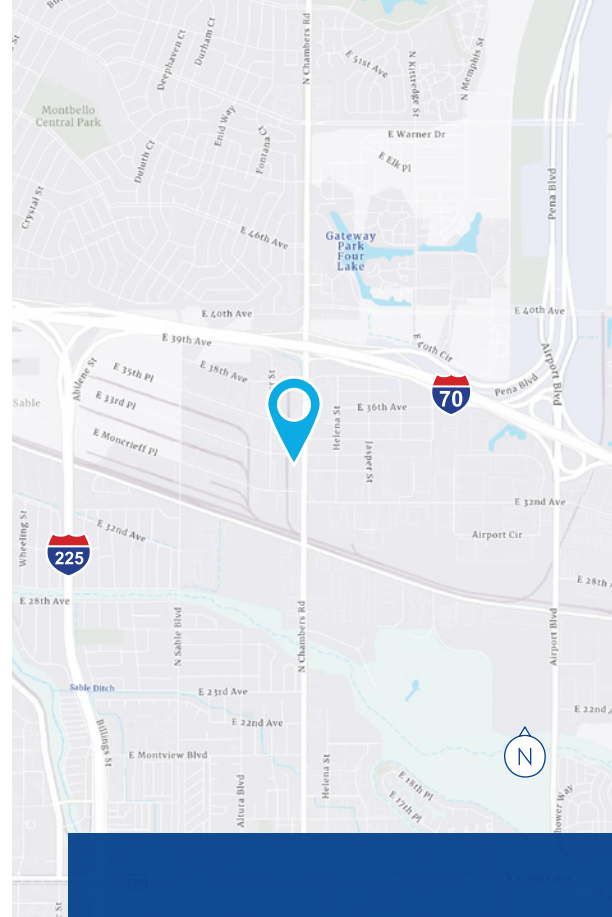 Deephaven Ct
Durham Ct
N Chambers Rd
E 51st Ave
N Kittredge St
N Memphis St
Montbello
Central Park
Enid Way
Fontana Ct
Duluth Ct
E Warner Dr
E Elk Pl
Crystal St
Pena Blvd
E 46th Ave
Gateway
Park
Four
Lake
E 40th Ave
E 40th Ave
E 39th Ave
E 40th Cir
Airport Blvd
E 35th Pl
E 38th Ave
Abilene St
Pena Blvd
70
Sable
E 33rd Pl
E 36th Ave
Helena St
E Moncrieff Pl
Jasper St
E 32nd Ave
Wheeling St
E 32nd Ave
Airport Cir
225
E 28th
E 28th Ave
N Sable Blvd
N Chambers Rd
Airport Blvd
Sable Ditch
E 23rd Ave
E 22nd Ave
E 22nd
Billings St
E Montview Blvd
N
Altura Blvd
Helena St
E 18th Pl
E 17th Pl
hower Way
St